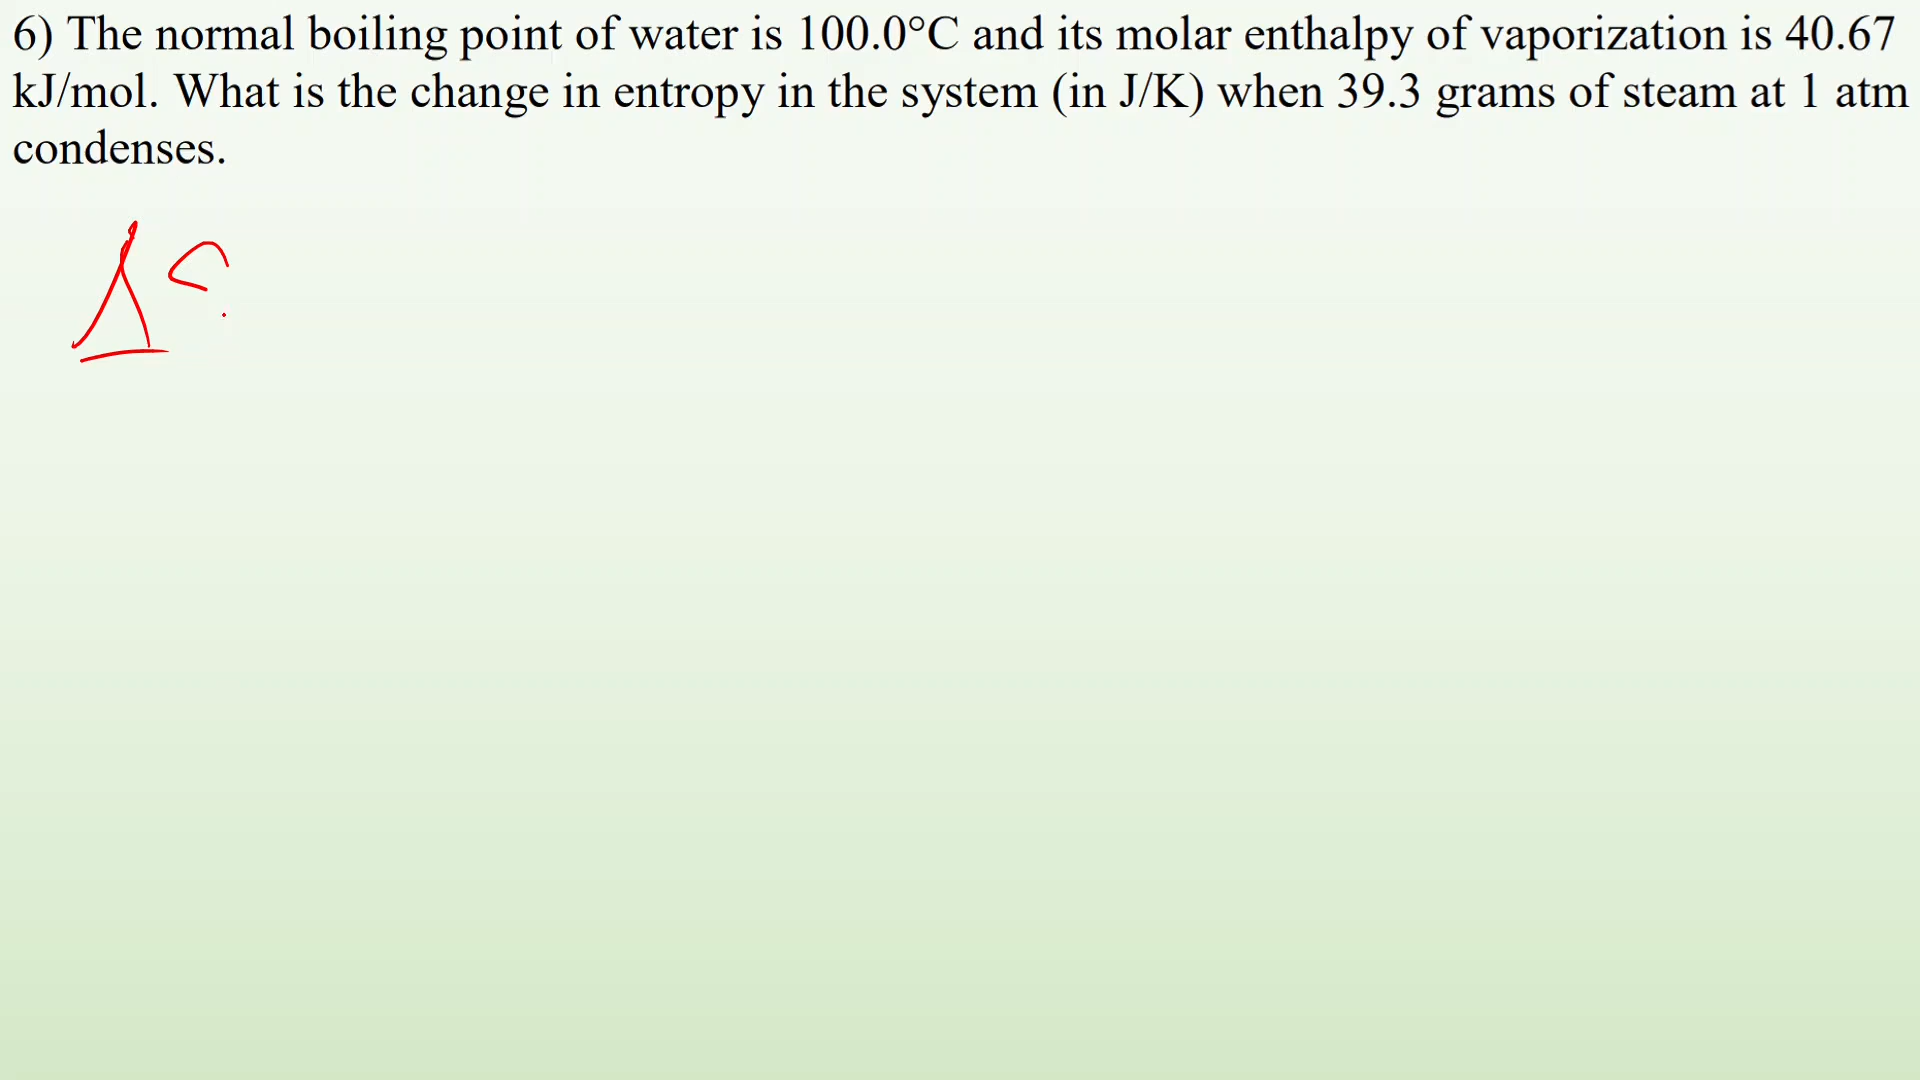 6) The normal boiling point of water is 100.0°C and its molar enthalpy of vaporization is 40.67
kJ/mol. What is the change in entropy in the system (in J/K) when 39.3 grams of steam at 1 atm
condenses.